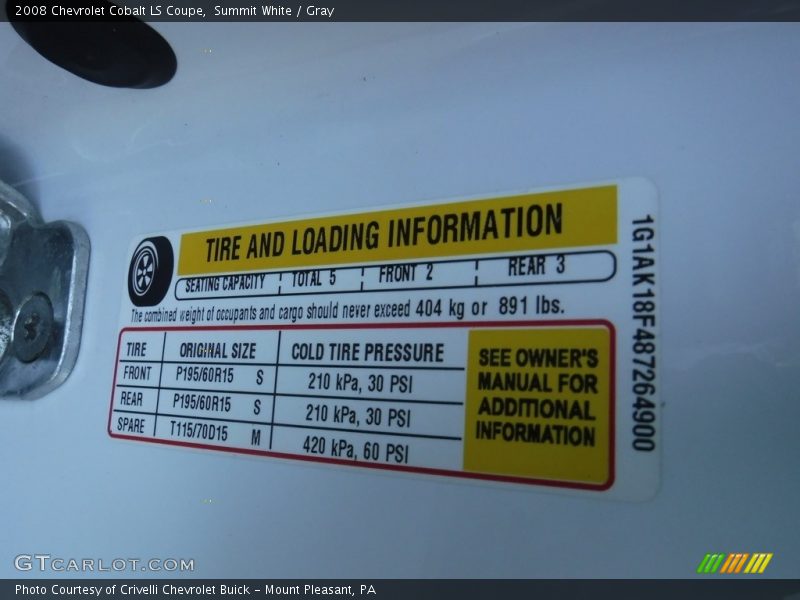 2008 Chevrolet Cobalt LS Coupe,  Summit White / Gray
TIRE AND LOADING INFORMATION
SEATING CAPACITY TOTAL 5 FRONT 2 REAR 3
The combined weight of occupants and cargo should never exceed 404 kg or 891 lbs.
TIRE ORIGINAL SIZE COLD TIRE PRESSURE
FRONT P195/60R15 S 210 kPa, 30 PSI
REAR P195/60R15 S 210 kPa, 30 PSI
SPARE T115/70D15 M 420 kPa, 60 PSI
SEE OWNER'S
MANUAL FOR
ADDITIONAL
INFORMATION
1G1AK18F487264900
GTCARLOT.COM
Photo Courtesy of Crivelli Chevrolet Buick - Mount Pleasant, PA